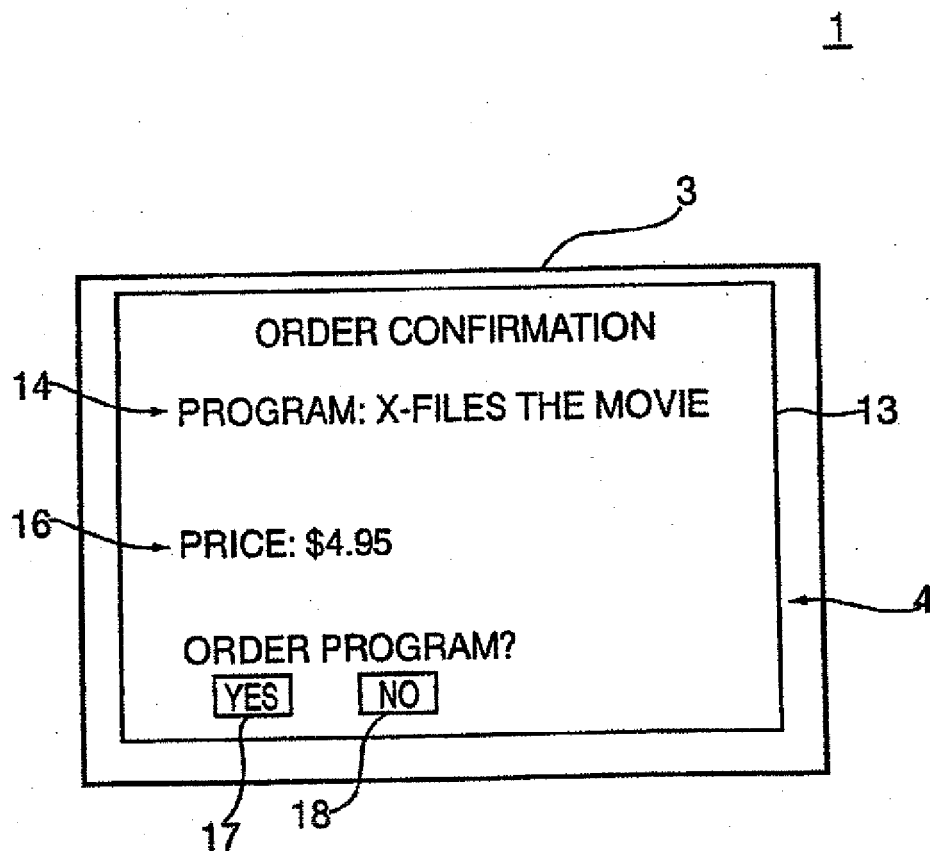 1
3
ORDER CONFIRMATION
14 PROGRAM: X-FILES THE MOVIE 13
16 PRICE: $4.95
4
ORDER PROGRAM?
YES NO
17 18